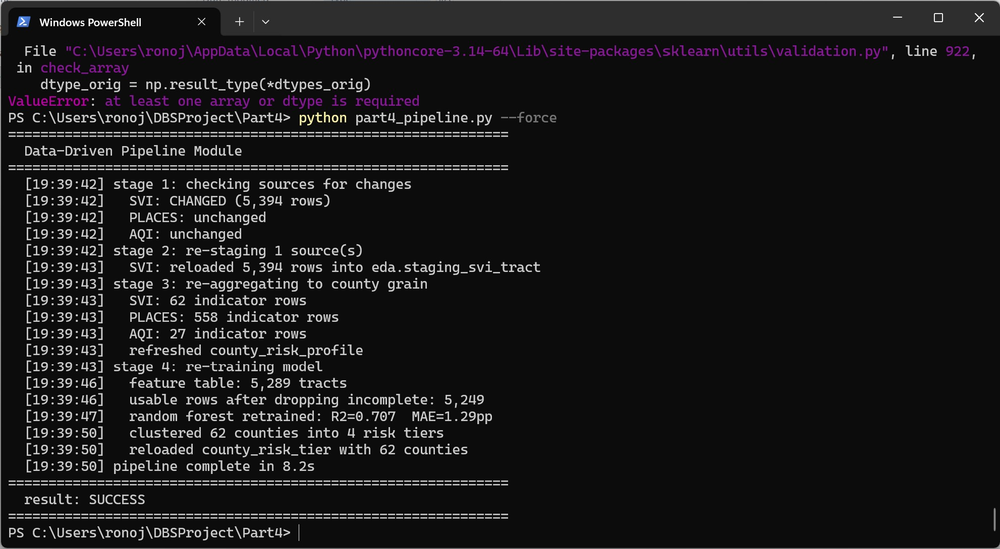 Windows PowerShell
File "C:\Users\ronoj\AppData\Local\Python\pythoncore-3.14-64\Lib\site-packages\sklearn\utils\validation.py", line 922,
in check_array
dtype_orig = np.result_type(*dtypes_orig)
ValueError: at least one array or dtype is required
PS C:\Users\ronoj\DBSProject\Part4> python part4_pipeline.py --force
==============================================================
Data-Driven Pipeline Module
==============================================================
[19:39:42] stage 1: checking sources for changes
[19:39:42]   SVI: CHANGED (5,394 rows)
[19:39:42]   PLACES: unchanged
[19:39:42]   AQI: unchanged
[19:39:42] stage 2: re-staging 1 source(s)
[19:39:43]   SVI: reloaded 5,394 rows into eda.staging_svi_tract
[19:39:43] stage 3: re-aggregating to county grain
[19:39:43]   SVI: 62 indicator rows
[19:39:43]   PLACES: 558 indicator rows
[19:39:43]   AQI: 27 indicator rows
[19:39:43]   refreshed county_risk_profile
[19:39:43] stage 4: re-training model
[19:39:46]   feature table: 5,289 tracts
[19:39:46]   usable rows after dropping incomplete: 5,249
[19:39:47]   random forest retrained: R2=0.707  MAE=1.29pp
[19:39:50]   clustered 62 counties into 4 risk tiers
[19:39:50]   reloaded county_risk_tier with 62 counties
[19:39:50] pipeline complete in 8.2s
==============================================================
result: SUCCESS
==============================================================
PS C:\Users\ronoj\DBSProject\Part4>